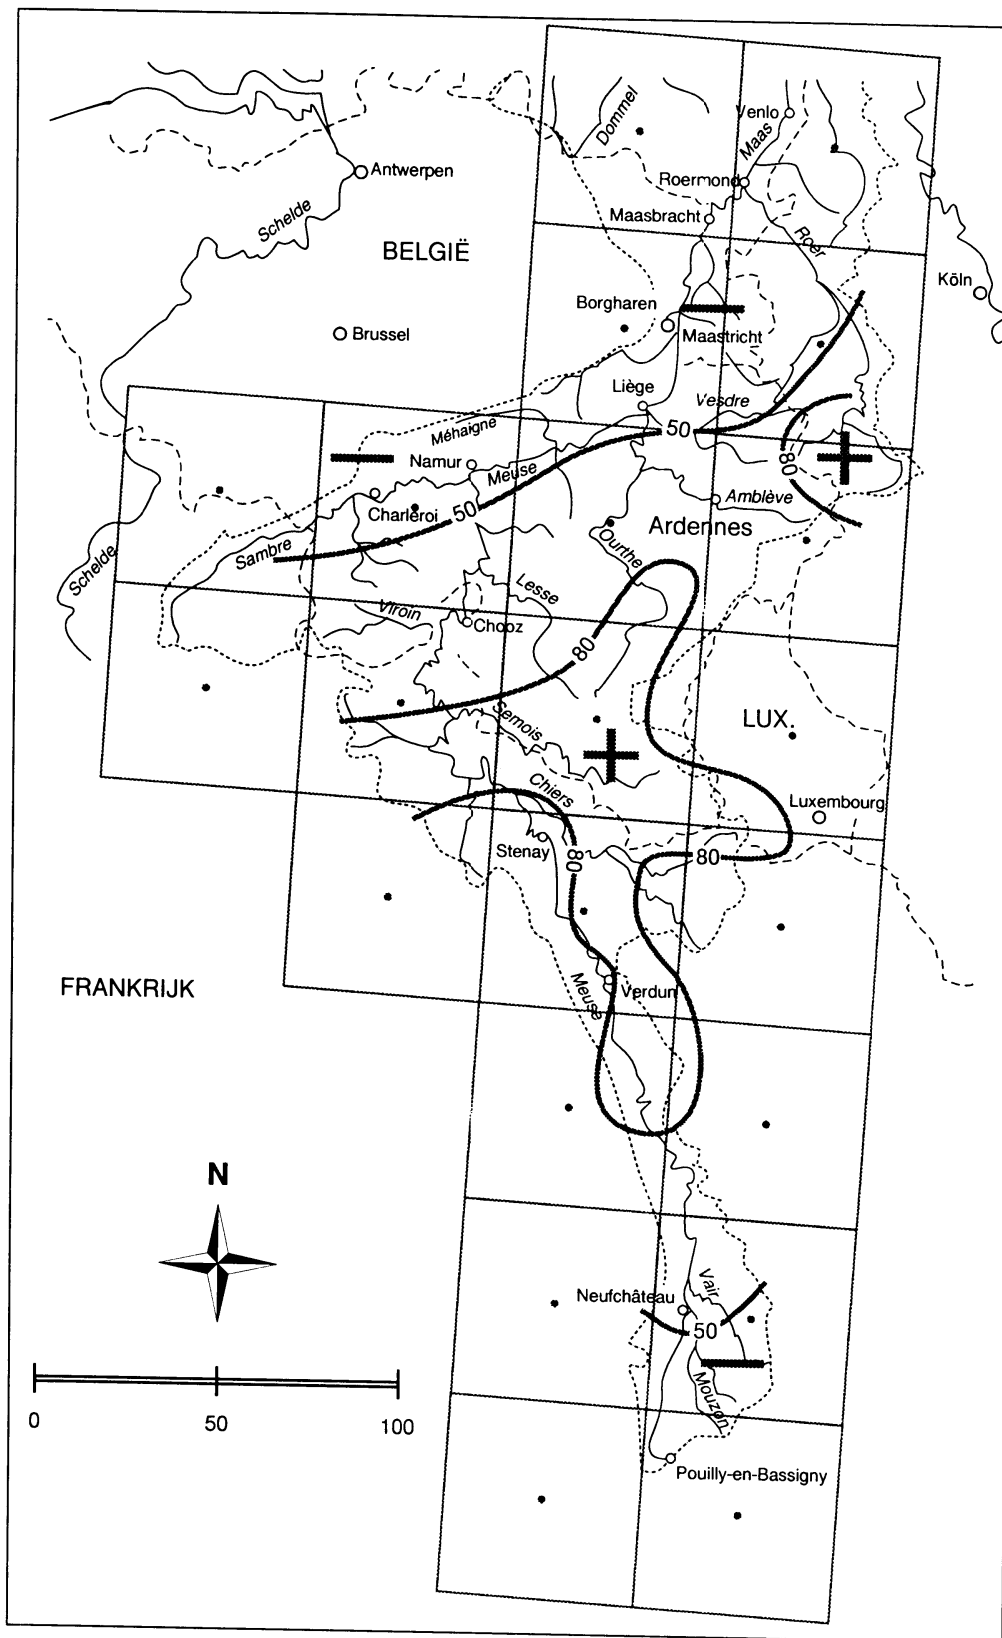 Dommel
Venlo
Maas
Antwerpen
Roermond
Maasbracht
Schelde
Roer
BELGIË
Köln
Borgharen
Brussel
Maastricht
Liège
Vesdre
50
Méhaigne
80
Namur
Meuse
Amblève
Charleroi
50
Ardennes
Sambre
Ourthe
Schelde
Lesse
Viroin
Chooz
80
Semois
LUX.
Chiers
Luxembourg
Stenay
80
80
FRANKRIJK
Meuse
Verdun
N
Vair
Neufchâteau
50
Mouzon
0
50
100
Pouilly-en-Bassigny